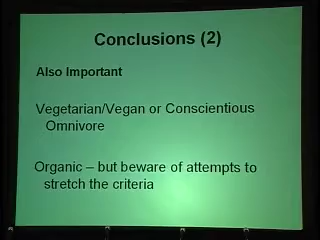 Conclusions (2)
Also Important
Vegetarian/Vegan or Conscientious
Omnivore
Organic – but beware of attempts to
stretch the criteria